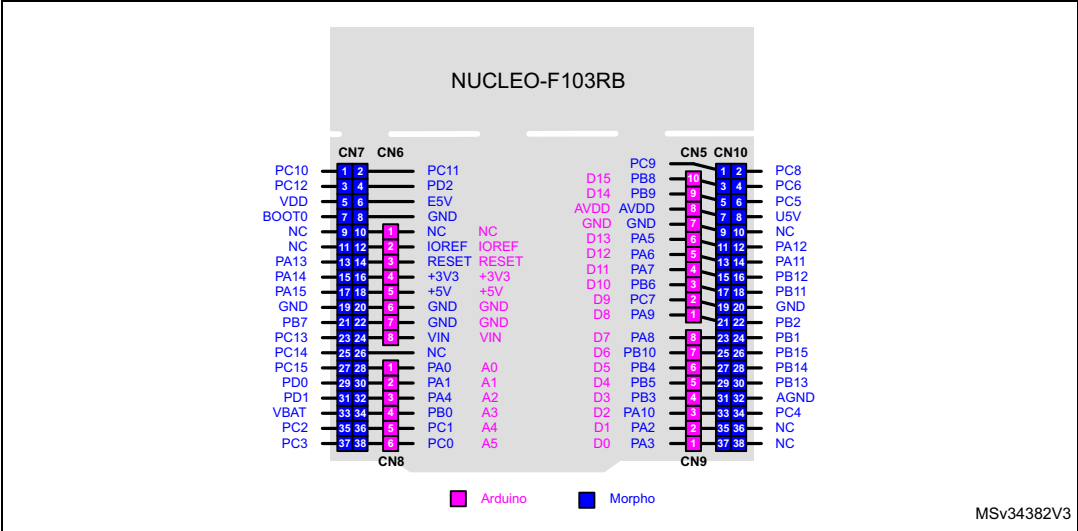 NUCLEO-F103RB
CN7 CN6 CN5 CN10
PC9
PC10 1 2 PC11 1 2 PC8
PC12 3 4 PD2 D15 PB8 10 3 4 PC6
VDD 5 6 E5V D14 PB9 9 5 6 PC5
BOOT0 7 8 GND AVDD AVDD 8 7 8 U5V
NC 9 10 1 NC NC GND GND 7 9 10 NC
NC 11 12 2 IOREF IOREF D13 PA5 6 11 12 PA12
PA13 13 14 3 RESET RESET D12 PA6 5 13 14 PA11
PA14 15 16 4 +3V3 +3V3 D11 PA7 4 15 16 PB12
PA15 17 18 5 +5V +5V D10 PB6 3 17 18 PB11
GND 19 20 6 GND GND D9 PC7 2 19 20 GND
PB7 21 22 7 GND GND D8 PA9 1 21 22 PB2
PC13 23 24 8 VIN VIN D7 PA8 8 23 24 PB1
PC14 25 26 NC D6 PB10 7 25 26 PB15
PC15 27 28 1 PA0 A0 D5 PB4 6 27 28 PB14
PD0 29 30 2 PA1 A1 D4 PB5 5 29 30 PB13
PD1 31 32 3 PA4 A2 D3 PB3 4 31 32 AGND
VBAT 33 34 4 PB0 A3 D2 PA10 3 33 34 PC4
PC2 35 36 5 PC1 A4 D1 PA2 2 35 36 NC
PC3 37 38 6 PC0 A5 D0 PA3 1 37 38 NC
CN8 CN9
Arduino Morpho
MSv34382V3